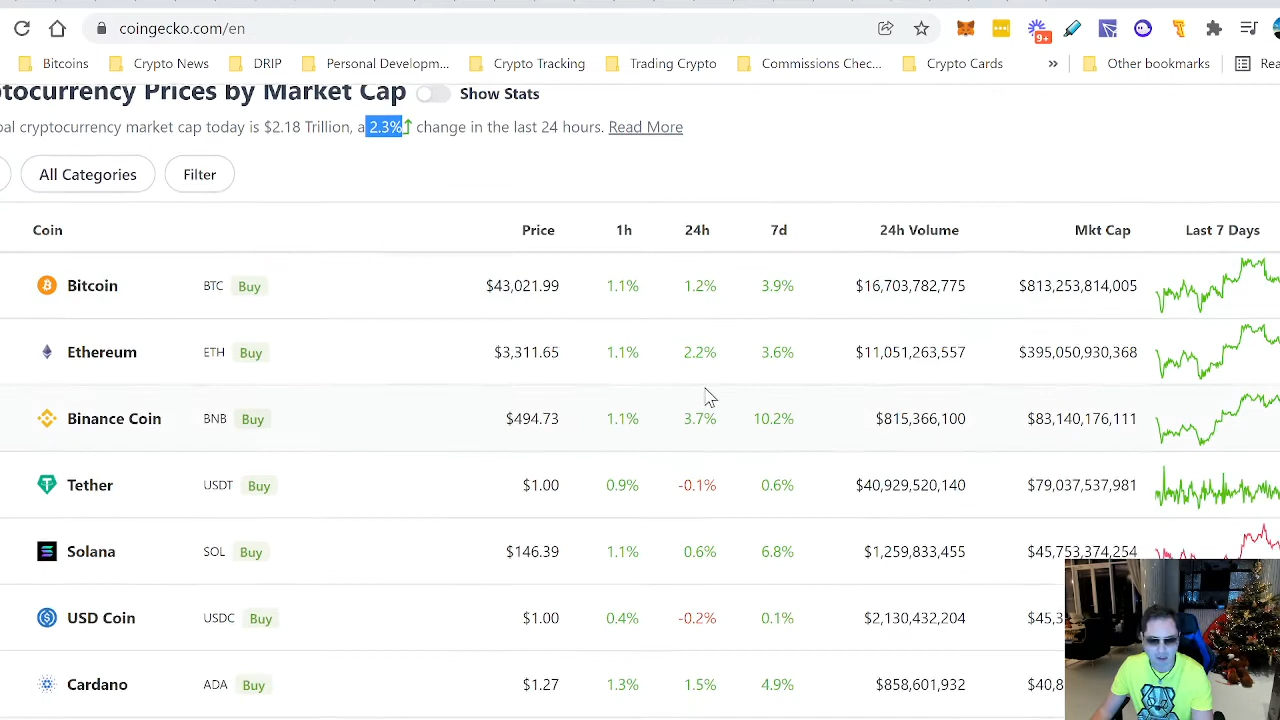 coingecko.com/en
9+
Bitcoins Crypto News DRIP Personal Developm... Crypto Tracking Trading Crypto Commissions Chec... Crypto Cards » Other bookmarks Rea
ptocurrency Prices by Market Cap Show Stats
bal cryptocurrency market cap today is $2.18 Trillion, a 2.3% change in the last 24 hours. Read More
All Categories Filter
Coin Price 1h 24h 7d 24h Volume Mkt Cap Last 7 Days
Bitcoin BTC Buy $43,021.99 1.1% 1.2% 3.9% $16,703,782,775 $813,253,814,005
Ethereum ETH Buy $3,311.65 1.1% 2.2% 3.6% $11,051,263,557 $395,050,930,368
Binance Coin BNB Buy $494.73 1.1% 3.7% 10.2% $815,366,100 $83,140,176,111
Tether USDT Buy $1.00 0.9% -0.1% 0.6% $40,929,520,140 $79,037,537,981
Solana SOL Buy $146.39 1.1% 0.6% 6.8% $1,259,833,455 $45,753,374,254
USD Coin USDC Buy $1.00 0.4% -0.2% 0.1% $2,130,432,204 $45,3
Cardano ADA Buy $1.27 1.3% 1.5% 4.9% $858,601,932 $40,8